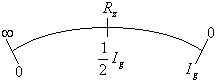 R_z
∞ 0
0 1/2 I_g I_g